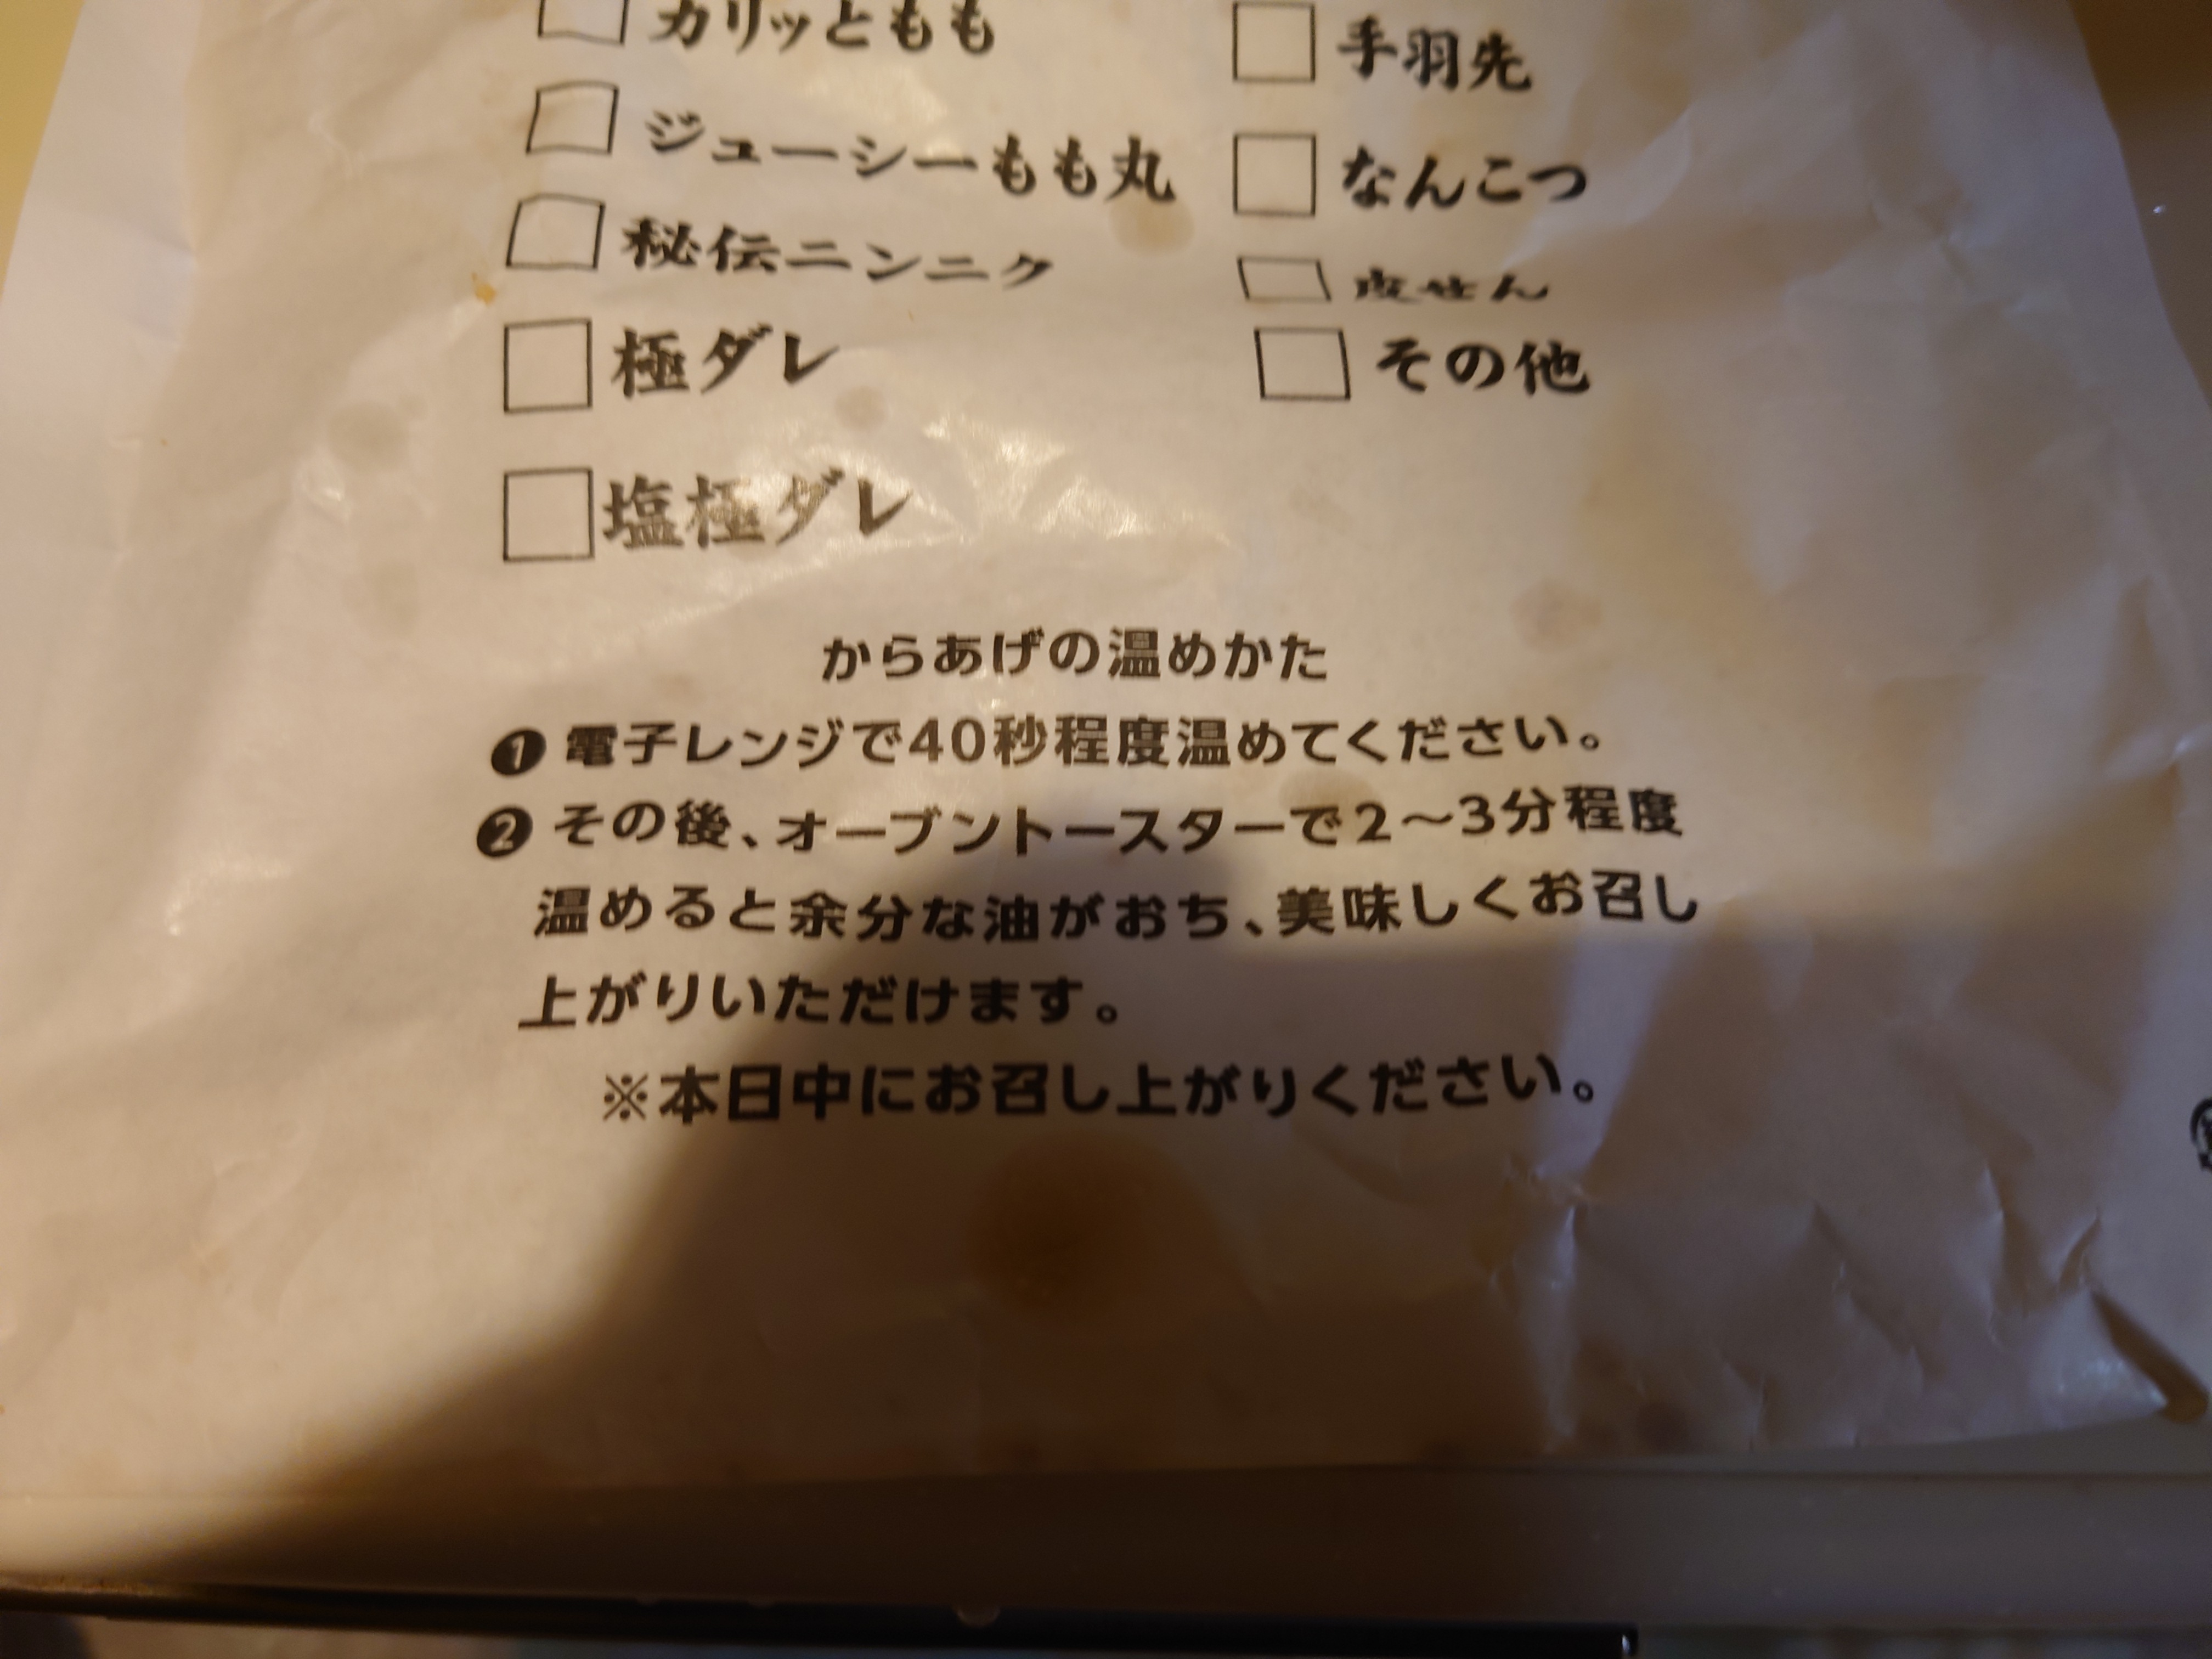 カリッともも
ジューシーもも丸
秘伝ニンニク
極ダレ
塩極ダレ
手羽先
なんこつ
皮せん
その他
からあげの温めかた
❶ 電子レンジで40秒程度温めてください。
❷ その後、オーブントースターで2〜3分程度
温めると余分な油がおち、美味しくお召し
上がりいただけます。
※本日中にお召し上がりください。